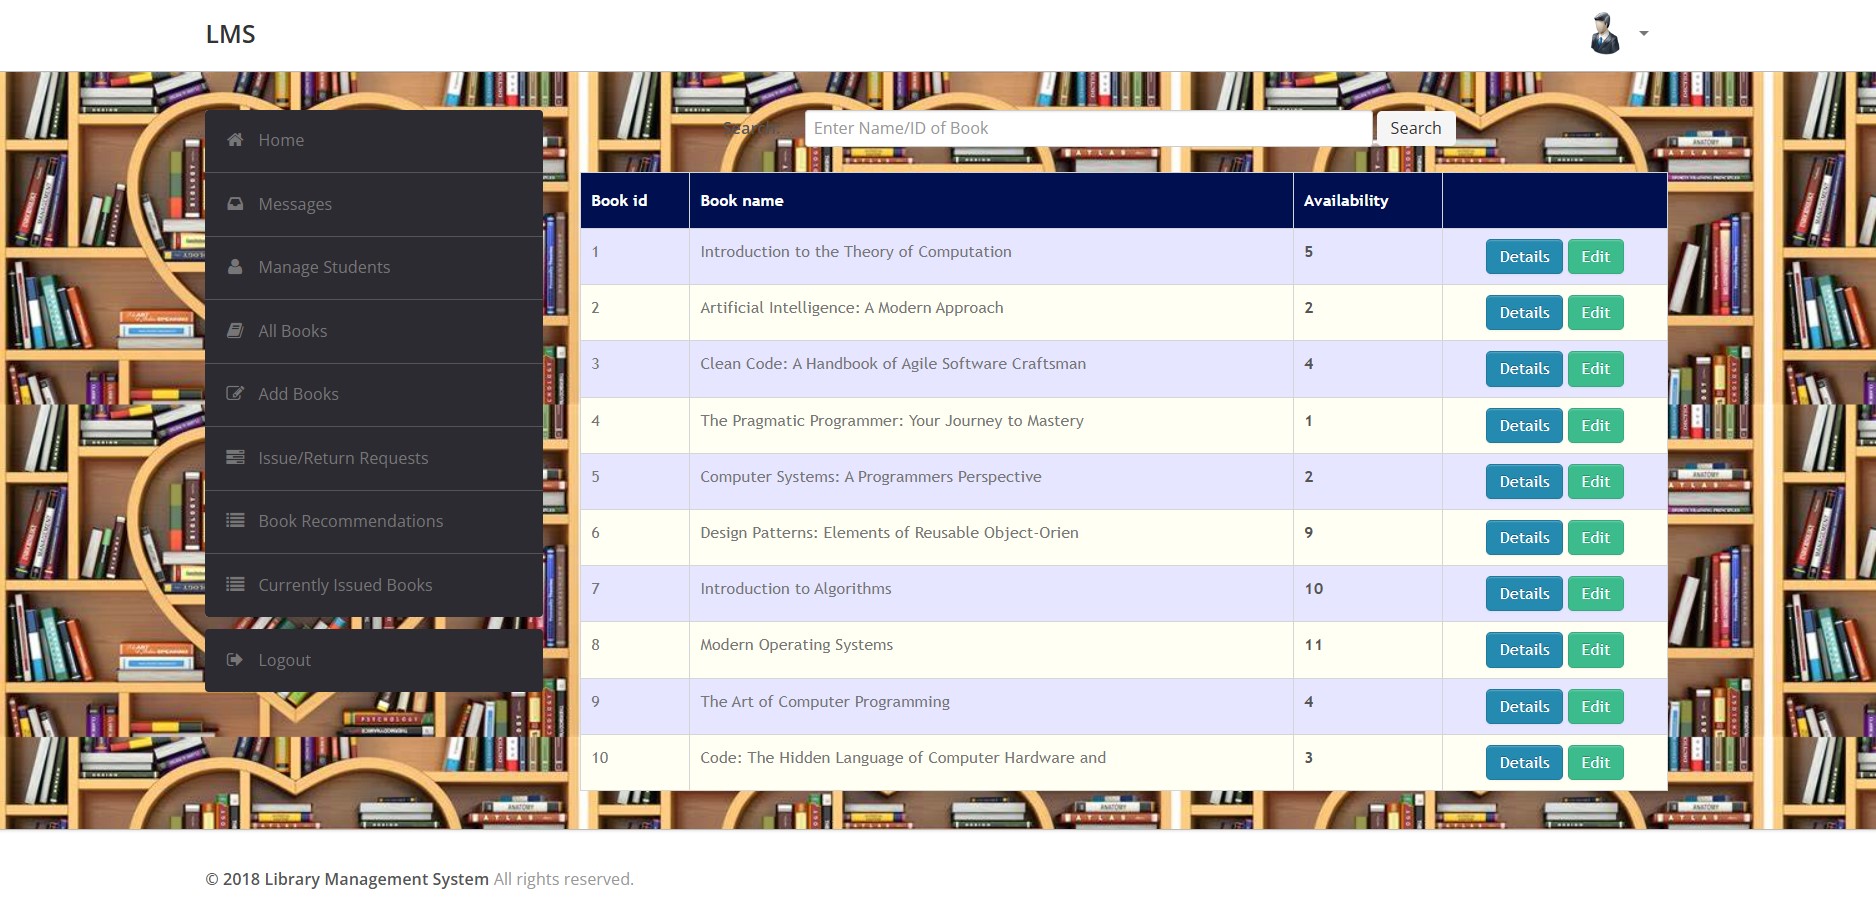 LMS
Home
Messages
Manage Students
All Books
Add Books
Issue/Return Requests
Book Recommendations
Currently Issued Books
Logout
Search: Enter Name/ID of Book Search
Book id Book name Availability
1 Introduction to the Theory of Computation 5 Details Edit
2 Artificial Intelligence: A Modern Approach 2 Details Edit
3 Clean Code: A Handbook of Agile Software Craftsman 4 Details Edit
4 The Pragmatic Programmer: Your Journey to Mastery 1 Details Edit
5 Computer Systems: A Programmers Perspective 2 Details Edit
6 Design Patterns: Elements of Reusable Object-Orien 9 Details Edit
7 Introduction to Algorithms 10 Details Edit
8 Modern Operating Systems 11 Details Edit
9 The Art of Computer Programming 4 Details Edit
10 Code: The Hidden Language of Computer Hardware and 3 Details Edit
© 2018 Library Management System All rights reserved.